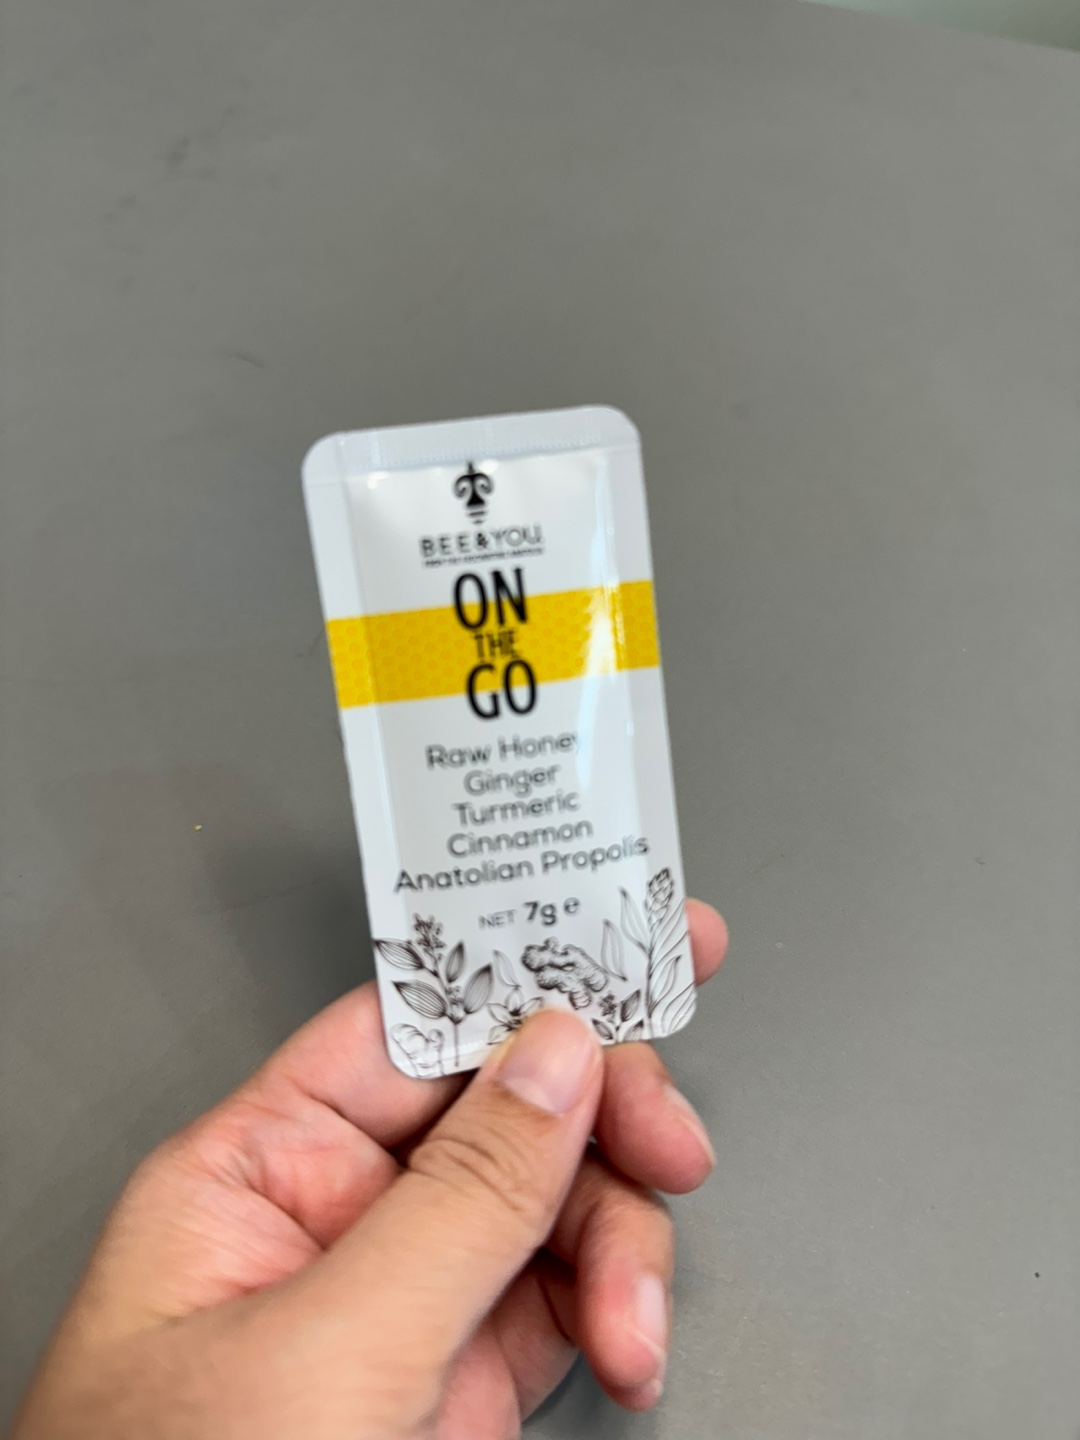 BEE&YOU
ON
THE
GO
Raw Honey
Ginger
Turmeric
Cinnamon
Anatolian Propolis
NET 7g ℮